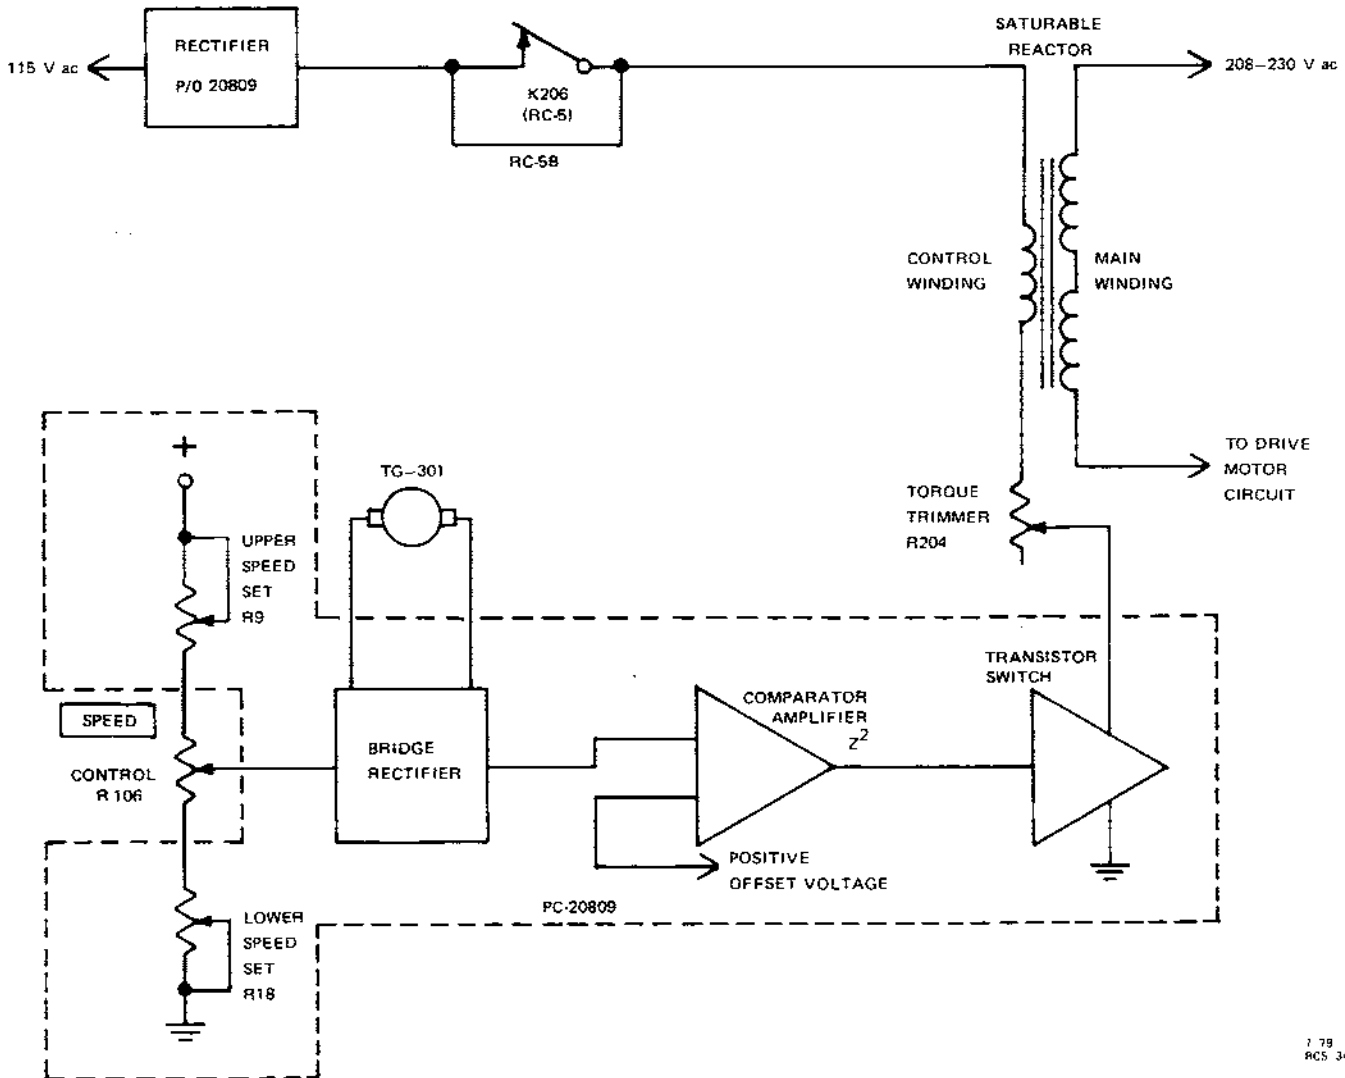 SATURABLE
REACTOR
115 V ac
RECTIFIER
P/O 20809
208–230 V ac
K206
(RC-5)
RC-5B
CONTROL
WINDING
MAIN
WINDING
+
TG–301
TO DRIVE
MOTOR
CIRCUIT
TORQUE
TRIMMER
R204
UPPER
SPEED
SET
R9
TRANSISTOR
SWITCH
SPEED
COMPARATOR
AMPLIFIER
Z2
BRIDGE
RECTIFIER
CONTROL
R 106
POSITIVE
OFFSET VOLTAGE
PC-20809
LOWER
SPEED
SET
R18
7 79